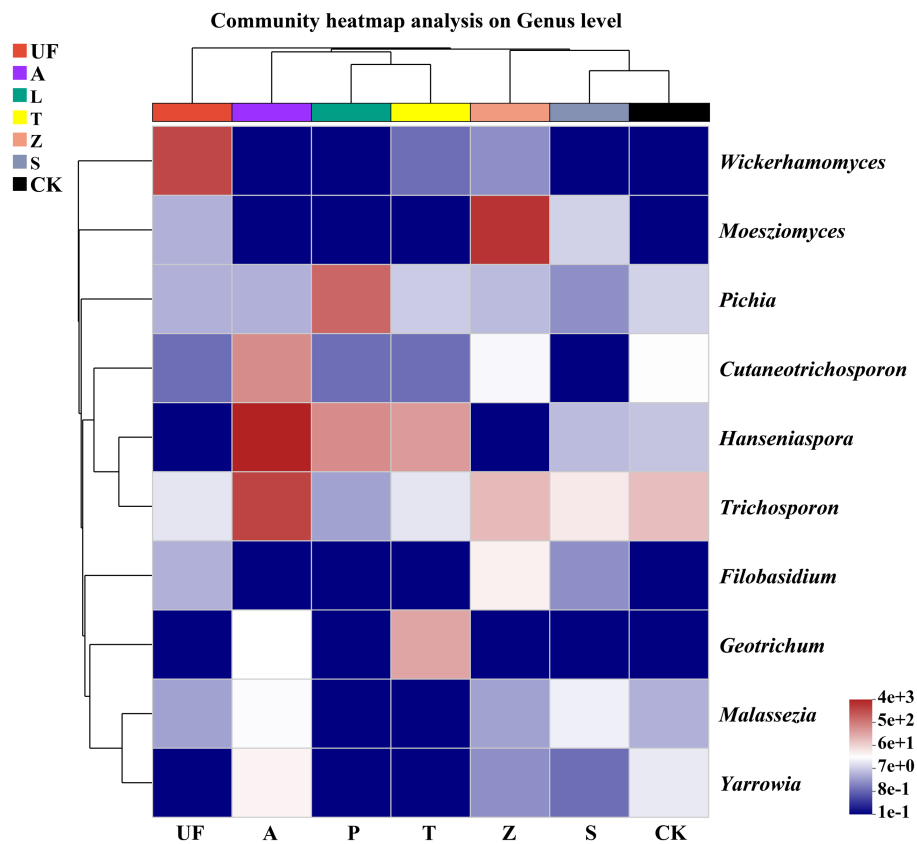 Community heatmap analysis on Genus level
UF
A
L
T
Z
S
CK
Wickerhamomyces
Moesziomyces
Pichia
Cutaneotrichosporon
Hanseniaspora
Trichosporon
Filobasidium
Geotrichum
Malassezia
Yarrowia
4e+3
5e+2
6e+1
7e+0
8e-1
1e-1
UF A P T Z S CK